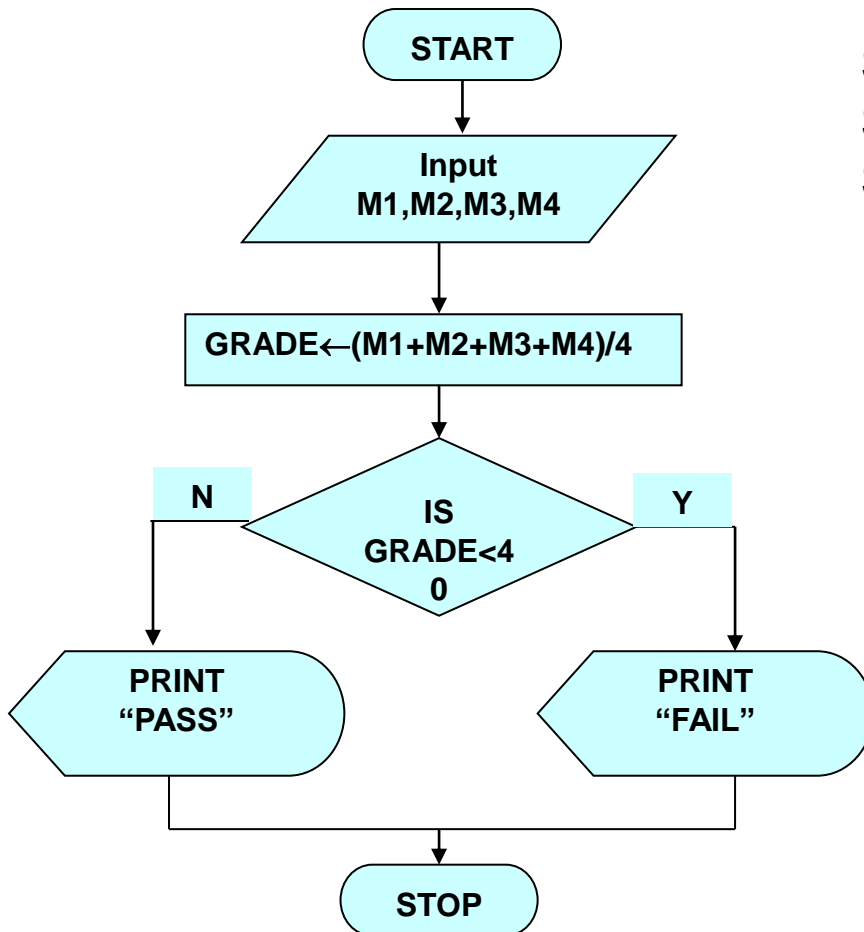 START
Input
M1,M2,M3,M4
GRADE←(M1+M2+M3+M4)/4
N
IS
GRADE<4
0
Y
PRINT
“PASS”
PRINT
“FAIL”
STOP